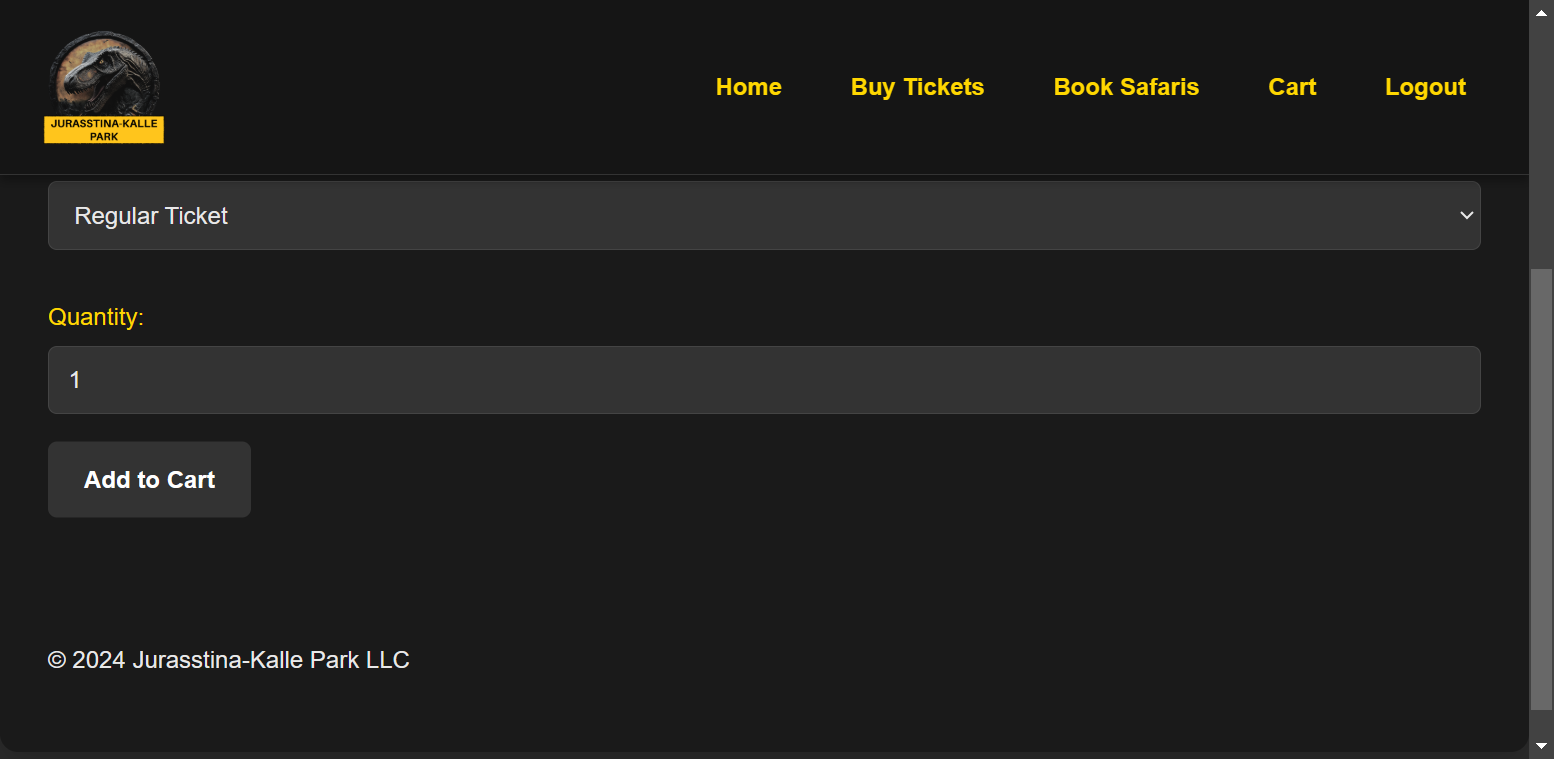 JURASSTINA-KALLE
PARK
Home Buy Tickets Book Safaris Cart Logout
Regular Ticket
Quantity:
1
Add to Cart
© 2024 Jurasstina-Kalle Park LLC